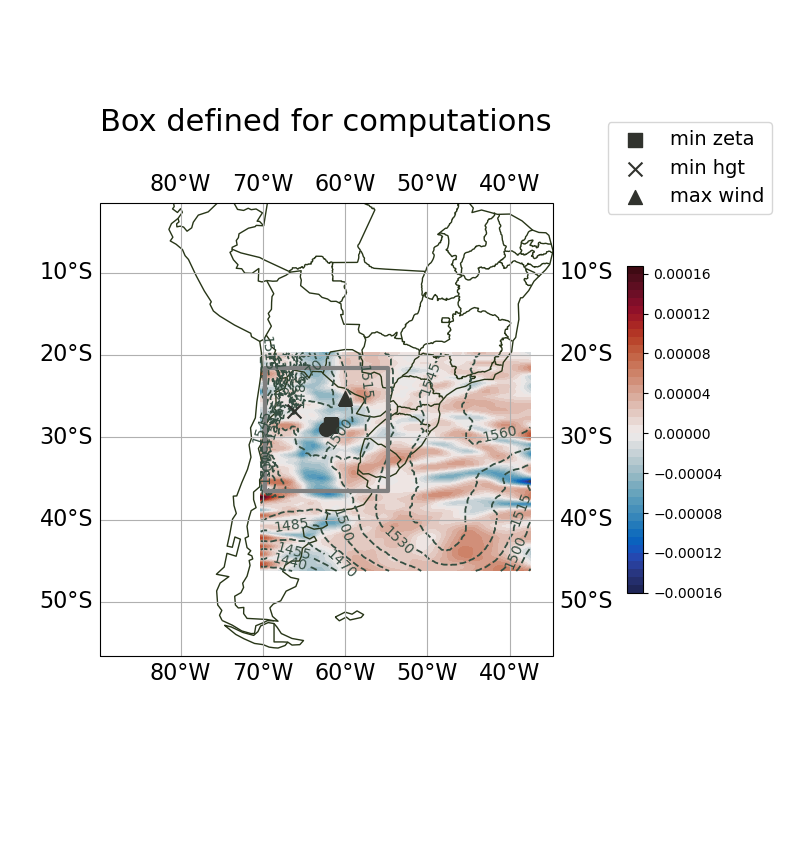 Box defined for computations
min zeta
min hgt
max wind
80°W 70°W 60°W 50°W 40°W
10°S 10°S
20°S 20°S
30°S 30°S
40°S 40°S
50°S 50°S
80°W 70°W 60°W 50°W 40°W
0.00016
0.00012
0.00008
0.00004
0.00000
−0.00004
−0.00008
−0.00012
−0.00016
1515
1545
1500
1560
1485
1500
1530
1515
1455
1470
1440
1500